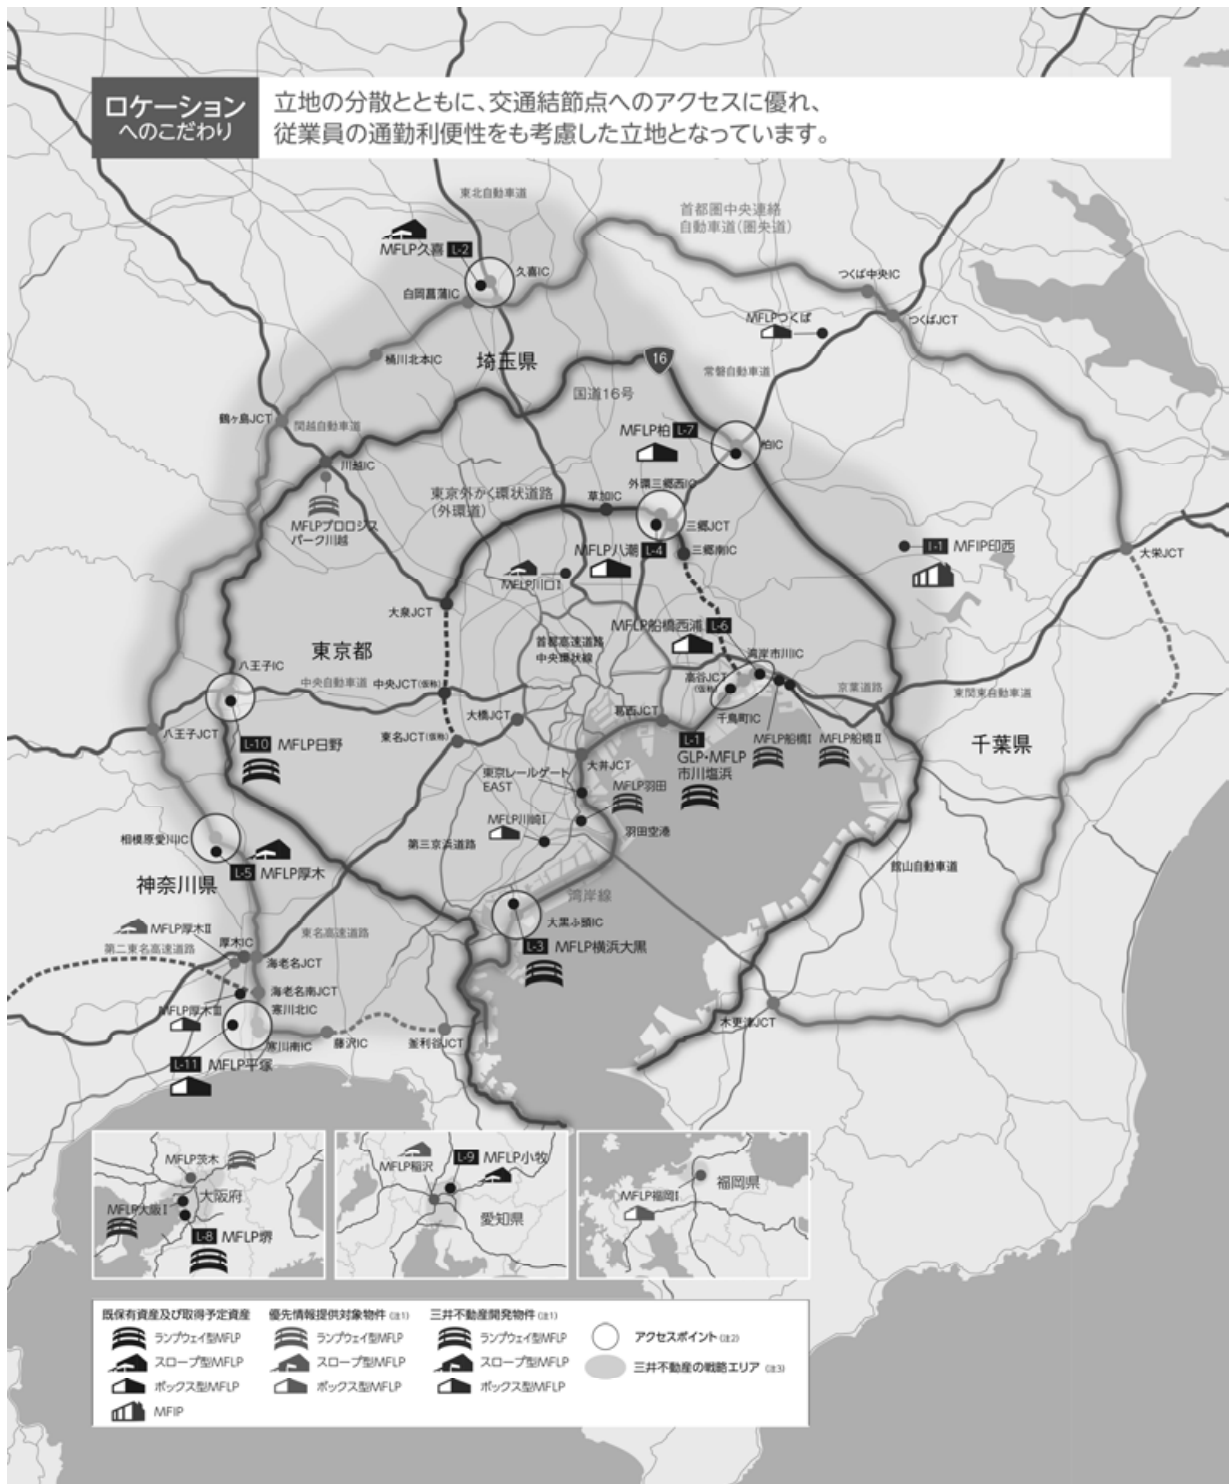 ロケーション
へのこだわり
立地の分散とともに、交通結節点へのアクセスに優れ、
従業員の通勤利便性をも考慮した立地となっています。
東北自動車道
首都圏中央連絡
自動車道(圏央道)
MFLP久喜 L-2
久喜IC
白岡菖蒲IC
つくば中央IC
つくばJCT
MFLPつくば
桶川北本IC
埼玉県
16
国道16号
常磐自動車道
鶴ヶ島JCT
関越自動車道
MFLP柏 L-7
柏IC
川越IC
外環三郷西IC
東京外かく環状道路
(外環道)
草加IC
MFLPプロロジス
パーク川越
三郷JCT
三郷南IC
MFLP八潮 L-4
L-1 MFIP印西
大栄JCT
MFLP川口I
大泉JCT
MFLP船橋西浦 L-6
東京都
首都高速道路
中央環状線
湾岸市川IC
八王子IC
中央自動車道
中央JCT(仮称)
高谷JCT
(仮称)
京葉道路
東関東自動車道
大橋JCT
葛西JCT
千鳥町IC
八王子JCT
東名JCT(仮称)
L-10 MFLP日野
L-1
GLP・MFLP
市川塩浜
MFLP船橋I
MFLP船橋II
千葉県
大井JCT
東京レールゲート
EAST
MFLP羽田
MFLP川崎I
羽田空港
相模原愛川IC
第三京浜道路
L-5 MFLP厚木
館山自動車道
神奈川県
湾岸線
大黒ふ頭IC
MFLP厚木II
東名高速道路
第二東名高速道路
厚木IC
L-3 MFLP横浜大黒
海老名JCT
海老名南JCT
MFLP厚木III
寒川北IC
木更津JCT
寒川南IC
藤沢IC
釜利谷JCT
L-11 MFLP平塚
MFLP茨木
大阪府
MFLP大阪I
L-8 MFLP堺
MFLP稲沢
L-9 MFLP小牧
愛知県
MFLP福岡I
福岡県
既保有資産及び取得予定資産
ランプウェイ型MFLP
スロープ型MFLP
ボックス型MFLP
MFIP
優先情報提供対象物件(注1)
ランプウェイ型MFLP
スロープ型MFLP
ボックス型MFLP
三井不動産開発物件(注1)
ランプウェイ型MFLP
スロープ型MFLP
ボックス型MFLP
アクセスポイント(注2)
三井不動産の戦略エリア(注3)